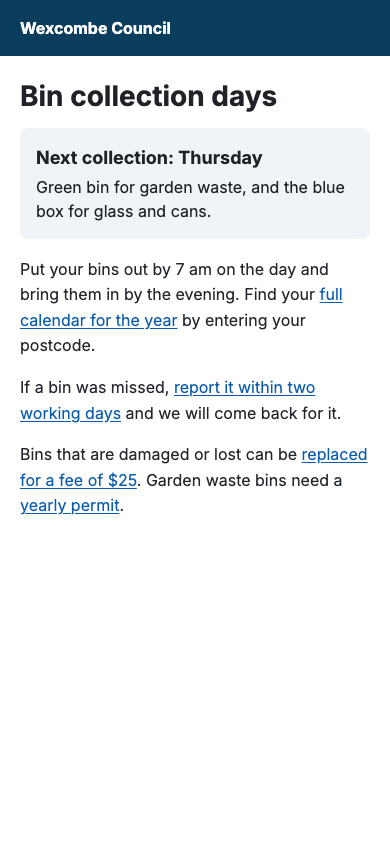 Wexcombe Council
Bin collection days
Next collection: Thursday
Green bin for garden waste, and the blue
box for glass and cans.
Put your bins out by 7 am on the day and
bring them in by the evening. Find your full
calendar for the year by entering your
postcode.
If a bin was missed, report it within two
working days and we will come back for it.
Bins that are damaged or lost can be replaced
for a fee of $25. Garden waste bins need a
yearly permit.